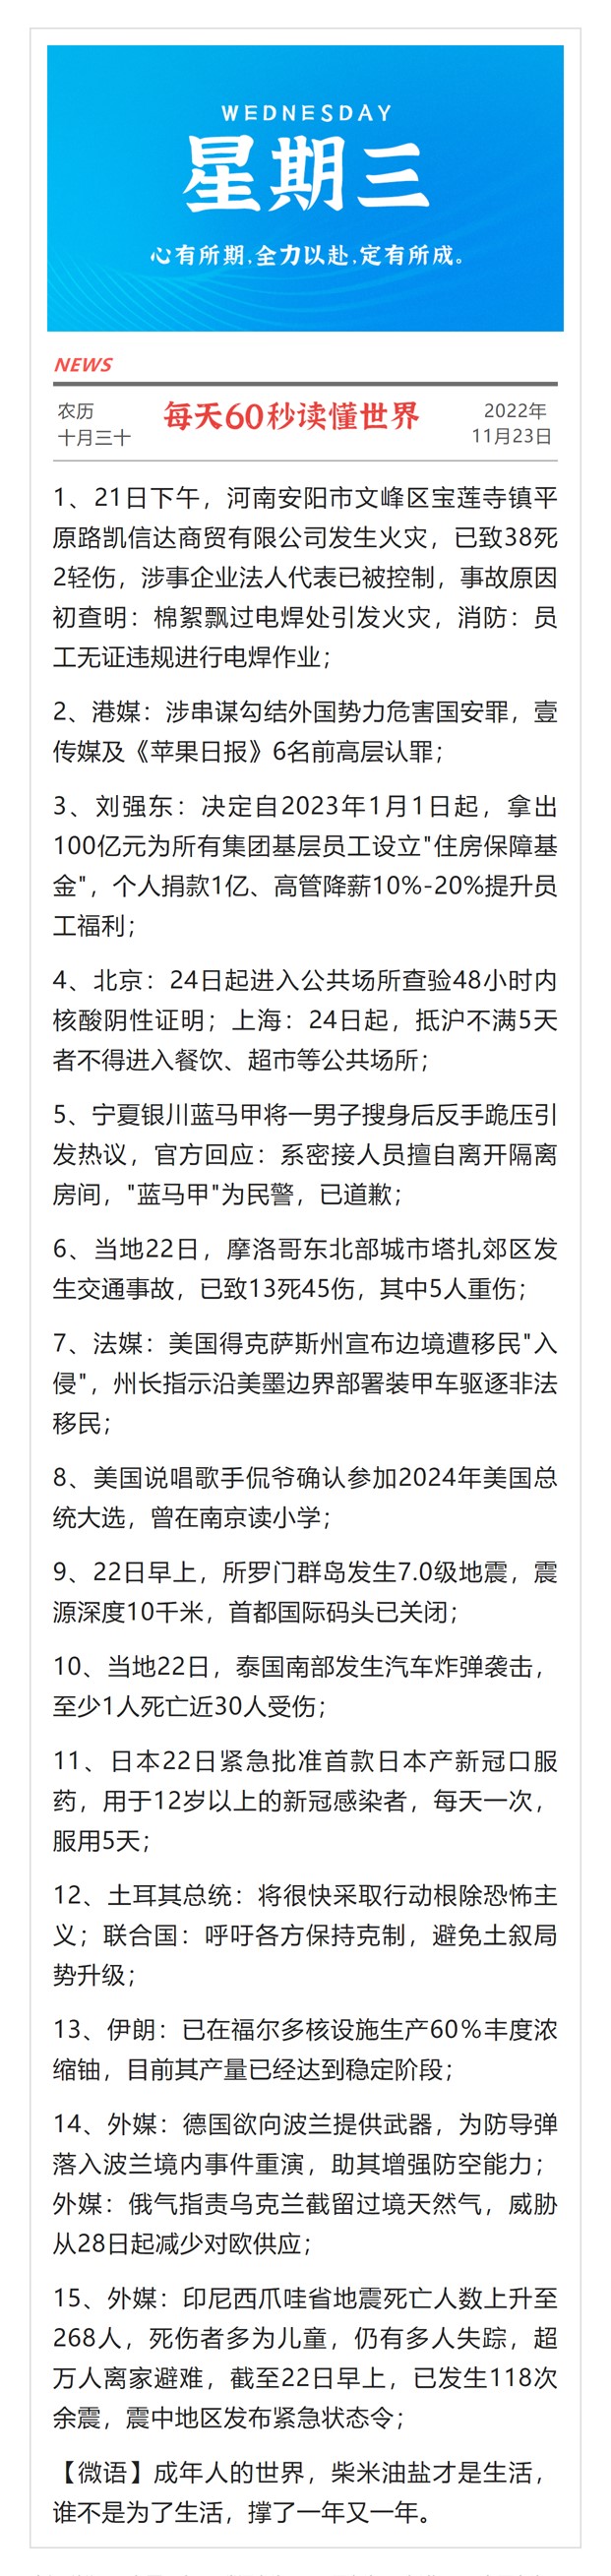 WEDNESDAY
星期三
心有所期,全力以赴,定有所成。
NEWS
农历
十月三十
每天60秒读懂世界
2022年
11月23日
1、21日下午，河南安阳市文峰区宝莲寺镇平
原路凯信达商贸有限公司发生火灾，已致38死
2轻伤，涉事企业法人代表已被控制，事故原因
初查明：棉絮飘过电焊处引发火灾，消防：员
工无证违规进行电焊作业；
2、港媒：涉串谋勾结外国势力危害国安罪，壹
传媒及《苹果日报》6名前高层认罪；
3、刘强东：决定自2023年1月1日起，拿出
100亿元为所有集团基层员工设立"住房保障基
金"，个人捐款1亿、高管降薪10%-20%提升员
工福利；
4、北京：24日起进入公共场所查验48小时内
核酸阴性证明；上海：24日起，抵沪不满5天
者不得进入餐饮、超市等公共场所；
5、宁夏银川蓝马甲将一男子搜身后反手跪压引
发热议，官方回应：系密接人员擅自离开隔离
房间，"蓝马甲"为民警，已道歉；
6、当地22日，摩洛哥东北部城市塔扎郊区发
生交通事故，已致13死45伤，其中5人重伤；
7、法媒：美国得克萨斯州宣布边境遭移民"入
侵"，州长指示沿美墨边界部署装甲车驱逐非法
移民；
8、美国说唱歌手侃爷确认参加2024年美国总
统大选，曾在南京读小学；
9、22日早上，所罗门群岛发生7.0级地震，震
源深度10千米，首都国际码头已关闭；
10、当地22日，泰国南部发生汽车炸弹袭击，
至少1人死亡近30人受伤；
11、日本22日紧急批准首款日本产新冠口服
药，用于12岁以上的新冠感染者，每天一次，
服用5天；
12、土耳其总统：将很快采取行动根除恐怖主
义；联合国：呼吁各方保持克制，避免土叙局
势升级；
13、伊朗：已在福尔多核设施生产60%丰度浓
缩铀，目前其产量已经达到稳定阶段；
14、外媒：德国欲向波兰提供武器，为防导弹
落入波兰境内事件重演，助其增强防空能力；
外媒：俄气指责乌克兰截留过境天然气，威胁
从28日起减少对欧供应；
15、外媒：印尼西爪哇省地震死亡人数上升至
268人，死伤者多为儿童，仍有多人失踪，超
万人离家避难，截至22日早上，已发生118次
余震，震中地区发布紧急状态令；
【微语】成年人的世界，柴米油盐才是生活，
谁不是为了生活，撑了一年又一年。